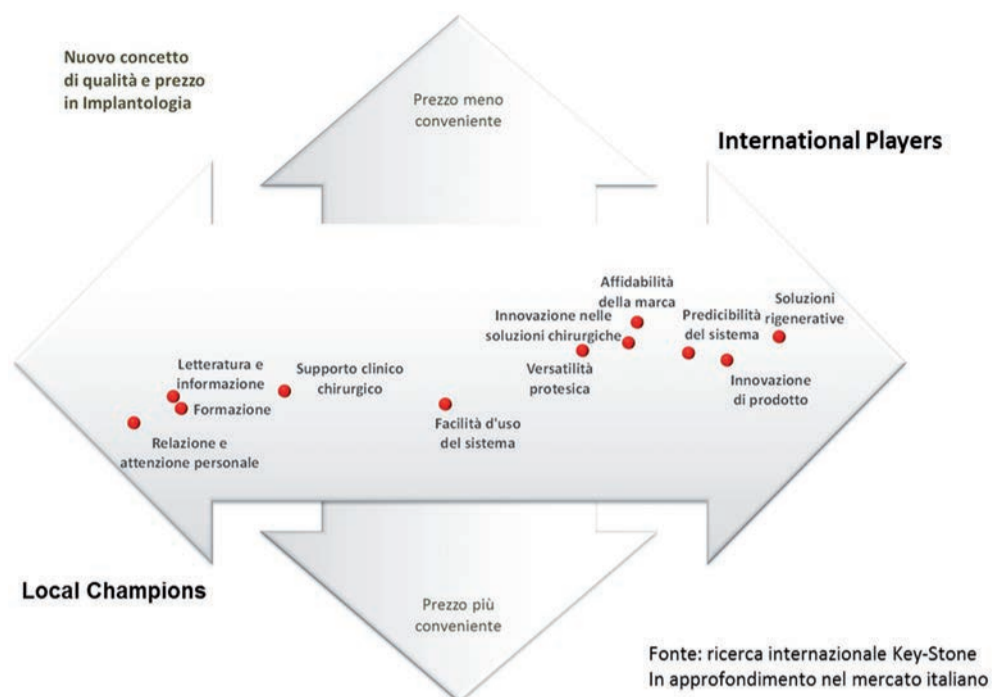 Nuovo concetto
di qualità e prezzo
in Implantologia
Prezzo meno
conveniente
International Players
Affidabilità
della marca
Innovazione nelle
soluzioni chirurgiche
Predicibilità
del sistema
Soluzioni
rigenerative
Versatilità
protesica
Innovazione
di prodotto
Letteratura e
informazione
Formazione
Supporto clinico
chirurgico
Facilità d'uso
del sistema
Relazione e
attenzione personale
Local Champions
Prezzo più
conveniente
Fonte: ricerca internazionale Key-Stone
In approfondimento nel mercato italiano